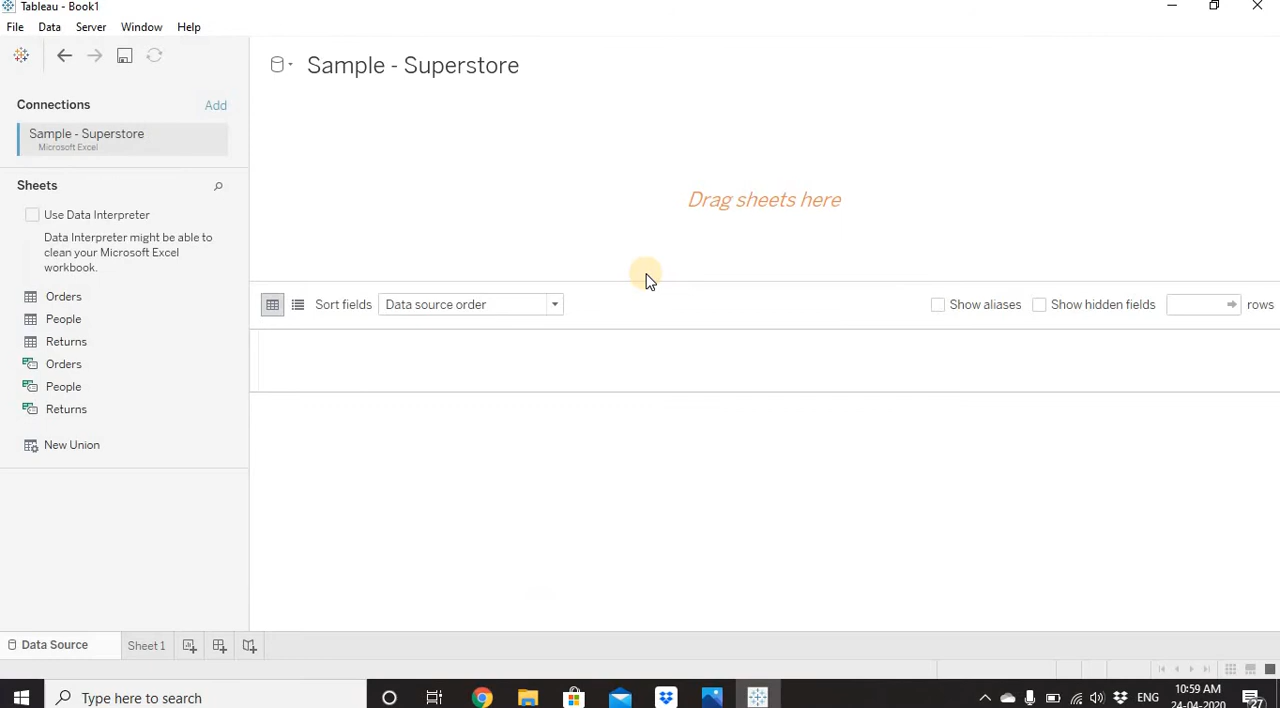 Tableau - Book1
File Data Server Window Help
Sample - Superstore
Connections Add
Sample - Superstore
Microsoft Excel
Drag sheets here
Sheets
Use Data Interpreter
Data Interpreter might be able to
clean your Microsoft Excel
workbook.
Sort fields Data source order Show aliases Show hidden fields rows
Orders
People
Returns
Orders
People
Returns
New Union
Data Source Sheet 1
Type here to search
ENG
10:59 AM
24-04-2020
27